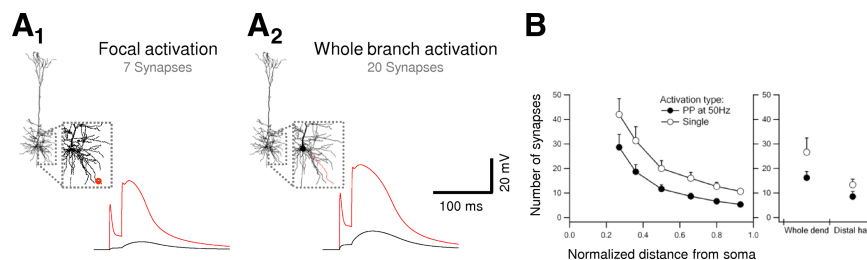 A1
Focal activation
7 Synapses
A2
Whole branch activation
20 Synapses
20 mV
100 ms
B
Number of synapses
50
40
30
20
10
0
Activation type:
PP at 50Hz
Single
0.0 0.2 0.4 0.6 0.8 1.0
Normalized distance from soma
50
40
30
20
10
0
Whole dend Distal ha